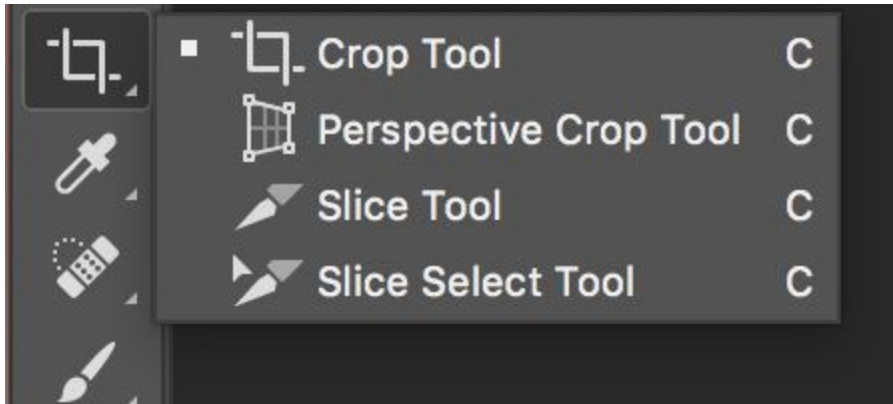 Crop Tool C
Perspective Crop Tool C
Slice Tool C
Slice Select Tool C